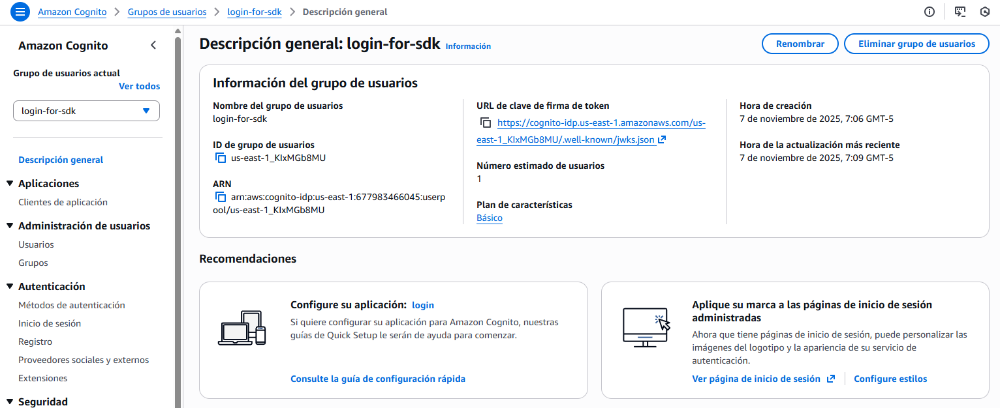 Amazon Cognito > Grupos de usuarios > login-for-sdk > Descripción general
Amazon Cognito
Grupo de usuarios actual
Ver todos
login-for-sdk
Descripción general
Aplicaciones
Clientes de aplicación
Administración de usuarios
Usuarios
Grupos
Autenticación
Métodos de autenticación
Inicio de sesión
Registro
Proveedores sociales y externos
Extensiones
Seguridad
Descripción general: login-for-sdk Información
Renombrar
Eliminar grupo de usuarios
Información del grupo de usuarios
Nombre del grupo de usuarios
login-for-sdk
ID de grupo de usuarios
us-east-1_KIxMGb8MU
ARN
arn:aws:cognito-idp:us-east-1:677983466045:userp
ool/us-east-1_KIxMGb8MU
URL de clave de firma de token
https://cognito-idp.us-east-1.amazonaws.com/us-
east-1_KIxMGb8MU/.well-known/jwks.json
Número estimado de usuarios
1
Plan de características
Básico
Hora de creación
7 de noviembre de 2025, 7:06 GMT-5
Hora de la actualización más reciente
7 de noviembre de 2025, 7:09 GMT-5
Recomendaciones
Configure su aplicación: login
Si quiere configurar su aplicación para Amazon Cognito, nuestras
guías de Quick Setup le serán de ayuda para comenzar.
Consulte la guía de configuración rápida
Aplique su marca a las páginas de inicio de sesión
administradas
Ahora que tiene páginas de inicio de sesión, puede personalizar las
imágenes del logotipo y la apariencia de su servicio de
autenticación.
Ver página de inicio de sesión
Configure estilos